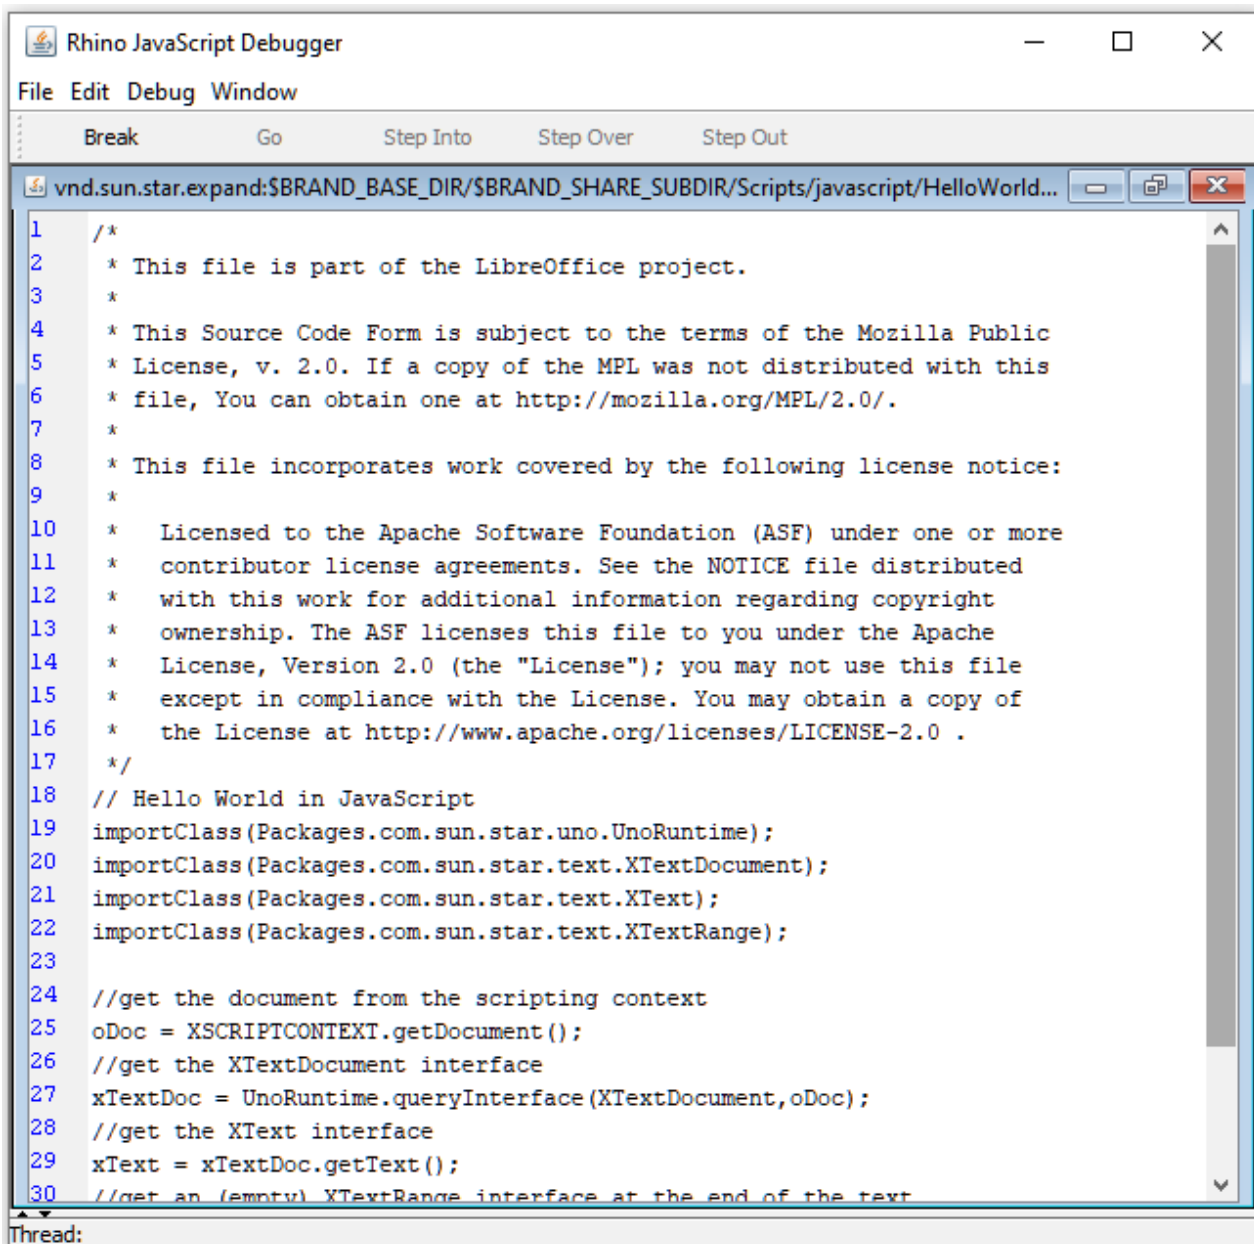 Rhino JavaScript Debugger
File Edit Debug Window
Break Go Step Into Step Over Step Out
vnd.sun.star.expand:$BRAND_BASE_DIR/$BRAND_SHARE_SUBDIR/Scripts/javascript/HelloWorld...
1 /*
2 * This file is part of the LibreOffice project.
3 *
4 * This Source Code Form is subject to the terms of the Mozilla Public
5 * License, v. 2.0. If a copy of the MPL was not distributed with this
6 * file, You can obtain one at http://mozilla.org/MPL/2.0/.
7 *
8 * This file incorporates work covered by the following license notice:
9 *
10 *   Licensed to the Apache Software Foundation (ASF) under one or more
11 *   contributor license agreements. See the NOTICE file distributed
12 *   with this work for additional information regarding copyright
13 *   ownership. The ASF licenses this file to you under the Apache
14 *   License, Version 2.0 (the "License"); you may not use this file
15 *   except in compliance with the License. You may obtain a copy of
16 *   the License at http://www.apache.org/licenses/LICENSE-2.0 .
17 */
18 // Hello World in JavaScript
19 importClass(Packages.com.sun.star.uno.UnoRuntime);
20 importClass(Packages.com.sun.star.text.XTextDocument);
21 importClass(Packages.com.sun.star.text.XText);
22 importClass(Packages.com.sun.star.text.XTextRange);
23
24 //get the document from the scripting context
25 oDoc = XSCRIPTCONTEXT.getDocument();
26 //get the XTextDocument interface
27 xTextDoc = UnoRuntime.queryInterface(XTextDocument,oDoc);
28 //get the XText interface
29 xText = xTextDoc.getText();
30 //get an (empty) XTextRange interface at the end of the text
Thread: